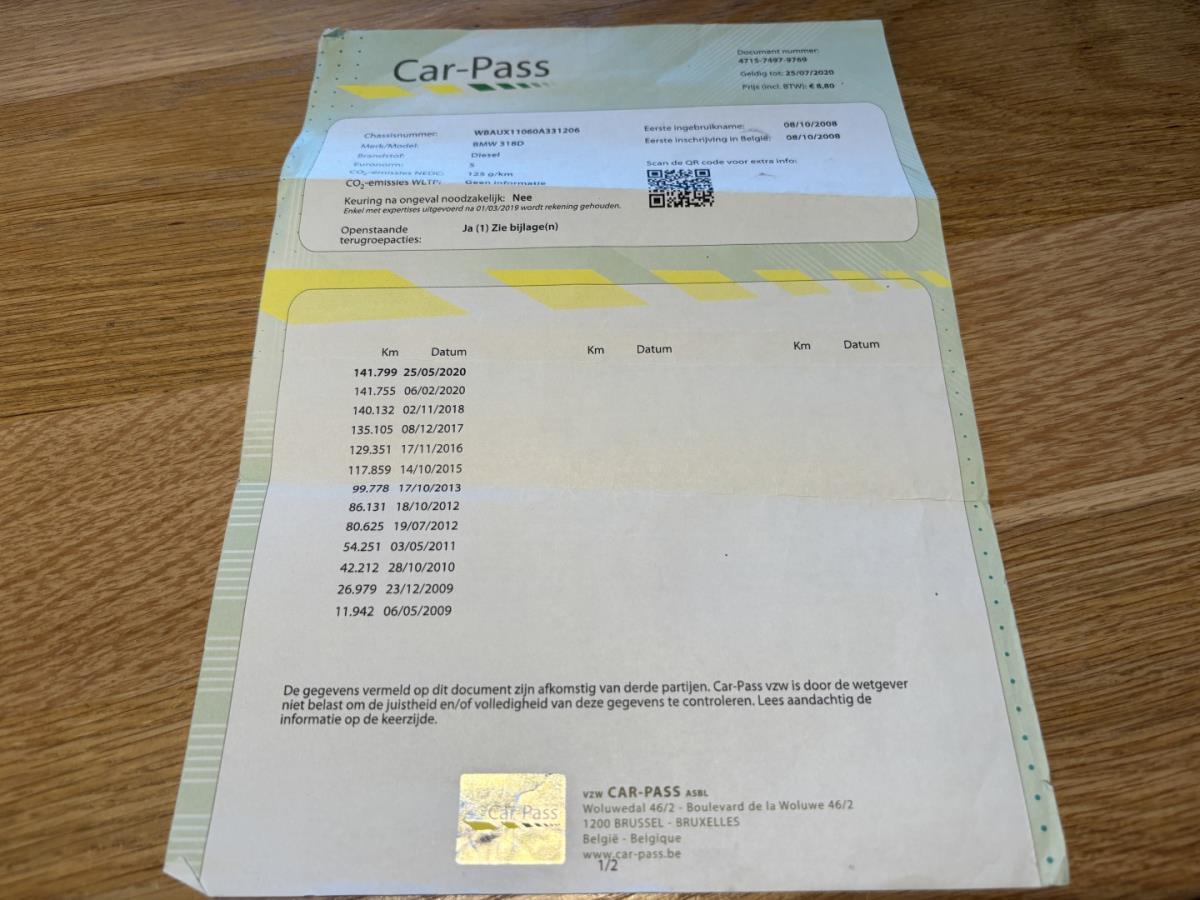 Car-Pass
Document nummer:
4715-7497-9769
Geldig tot: 25/07/2020
Prijs (incl. BTW): € 8,80
Chassisnummer: WBAUX11060A331206
Merk/Model: BMW 318D
Brandstof: Diesel
Euronorm: 5
CO2-emissies NEDC: 125 g/km
CO2-emissies WLTP: Geen informatie
Eerste ingebruikname: 08/10/2008
Eerste inschrijving in België: 08/10/2008
Scan de QR code voor extra info:
Keuring na ongeval noodzakelijk: Nee
Enkel met expertises uitgevoerd na 01/03/2019 wordt rekening gehouden.
Openstaande
terugroepacties: Ja (1) Zie bijlage(n)
Km Datum Km Datum Km Datum
141.799 25/05/2020
141.755 06/02/2020
140.132 02/11/2018
135.105 08/12/2017
129.351 17/11/2016
117.859 14/10/2015
99.778 17/10/2013
86.131 18/10/2012
80.625 19/07/2012
54.251 03/05/2011
42.212 28/10/2010
26.979 23/12/2009
11.942 06/05/2009
De gegevens vermeld op dit document zijn afkomstig van derde partijen. Car-Pass vzw is door de wetgever
niet belast om de juistheid en/of volledigheid van deze gegevens te controleren. Lees aandachtig de
informatie op de keerzijde.
Car-Pass
vzw CAR-PASS ASBL
Woluwedal 46/2 - Boulevard de la Woluwe 46/2
1200 BRUSSEL - BRUXELLES
België - Belgique
www.car-pass.be
1/2